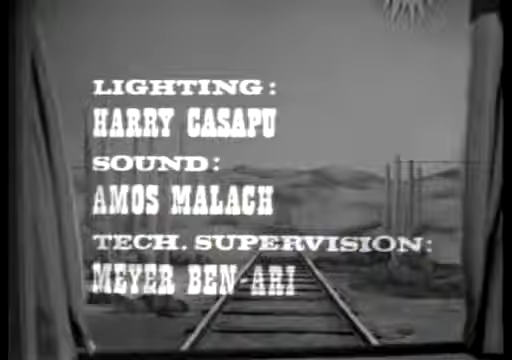 LIGHTING:
HARRY CASAPU
SOUND:
AMOS MALACH
TECH. SUPERVISION:
MEYER BEN-ARI